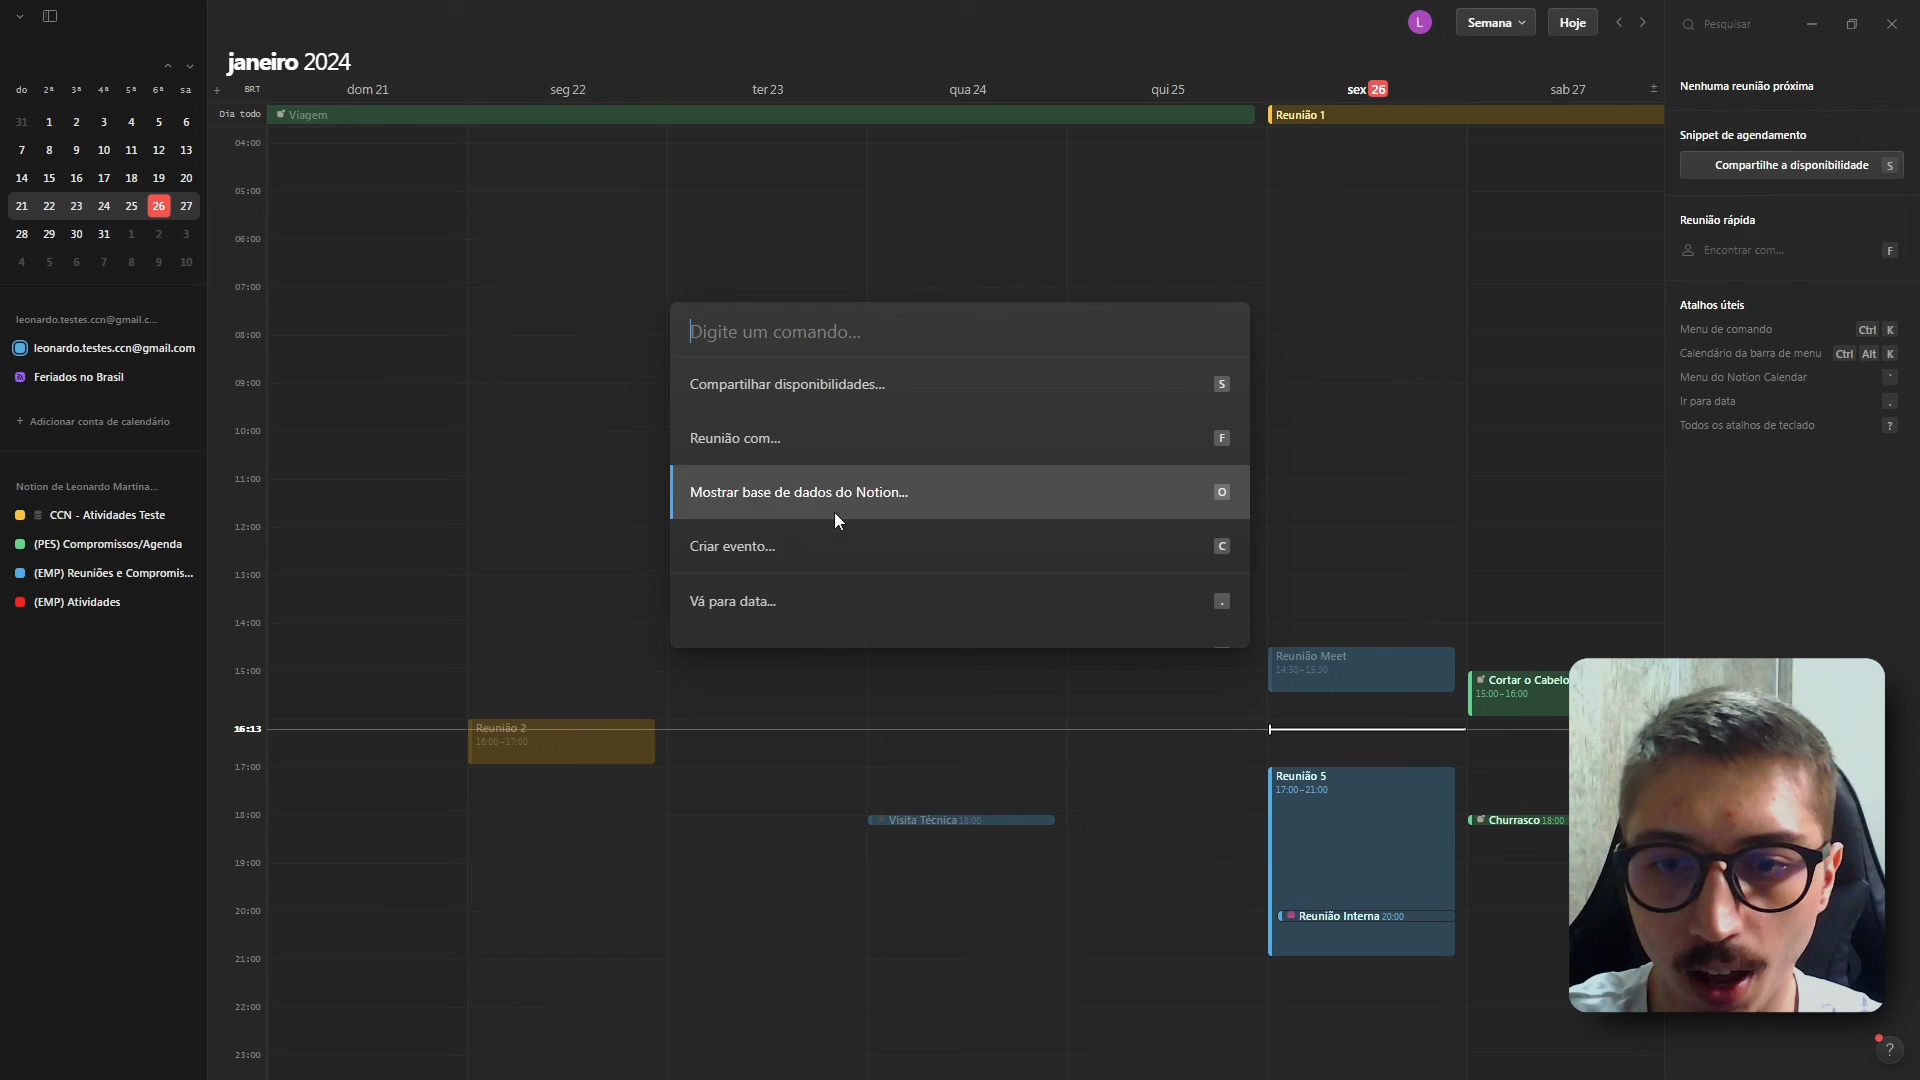 L
Semana
Hoje
Pesquisar
janeiro 2024
do 2ª 3ª 4ª 5ª 6ª sa
31 1 2 3 4 5 6
7 8 9 10 11 12 13
14 15 16 17 18 19 20
21 22 23 24 25 26 27
28 29 30 31 1 2 3
4 5 6 7 8 9 10
leonardo.testes.ccn@gmail.c...
leonardo.testes.ccn@gmail.com
Feriados no Brasil
+ Adicionar conta de calendário
Notion de Leonardo Martina...
CCN - Atividades Teste
(PES) Compromissos/Agenda
(EMP) Reuniões e Compromis...
(EMP) Atividades
+ BRT dom 21 seg 22 ter 23 qua 24 qui 25 sex 26 sab 27 ±
Dia todo
Viagem
Reunião 1
04:00
05:00
06:00
07:00
08:00
09:00
10:00
11:00
12:00
13:00
14:00
15:00
16:13
17:00
18:00
19:00
20:00
21:00
22:00
23:00
Digite um comando...
Compartilhar disponibilidades... S
Reunião com... F
Mostrar base de dados do Notion... O
Criar evento... C
Vá para data... .
Reunião 2
16:00–17:00
Visita Técnica 18:00
Reunião Meet
14:30–15:30
Reunião 5
17:00–21:00
Reunião Interna 20:00
Cortar o Cabelo
15:00–16:00
Churrasco 18:00
Nenhuma reunião próxima
Snippet de agendamento
Compartilhe a disponibilidade S
Reunião rápida
Encontrar com... F
Atalhos úteis
Menu de comando Ctrl K
Calendário da barra de menu Ctrl Alt K
Menu do Notion Calendar `
Ir para data .
Todos os atalhos de teclado ?
?